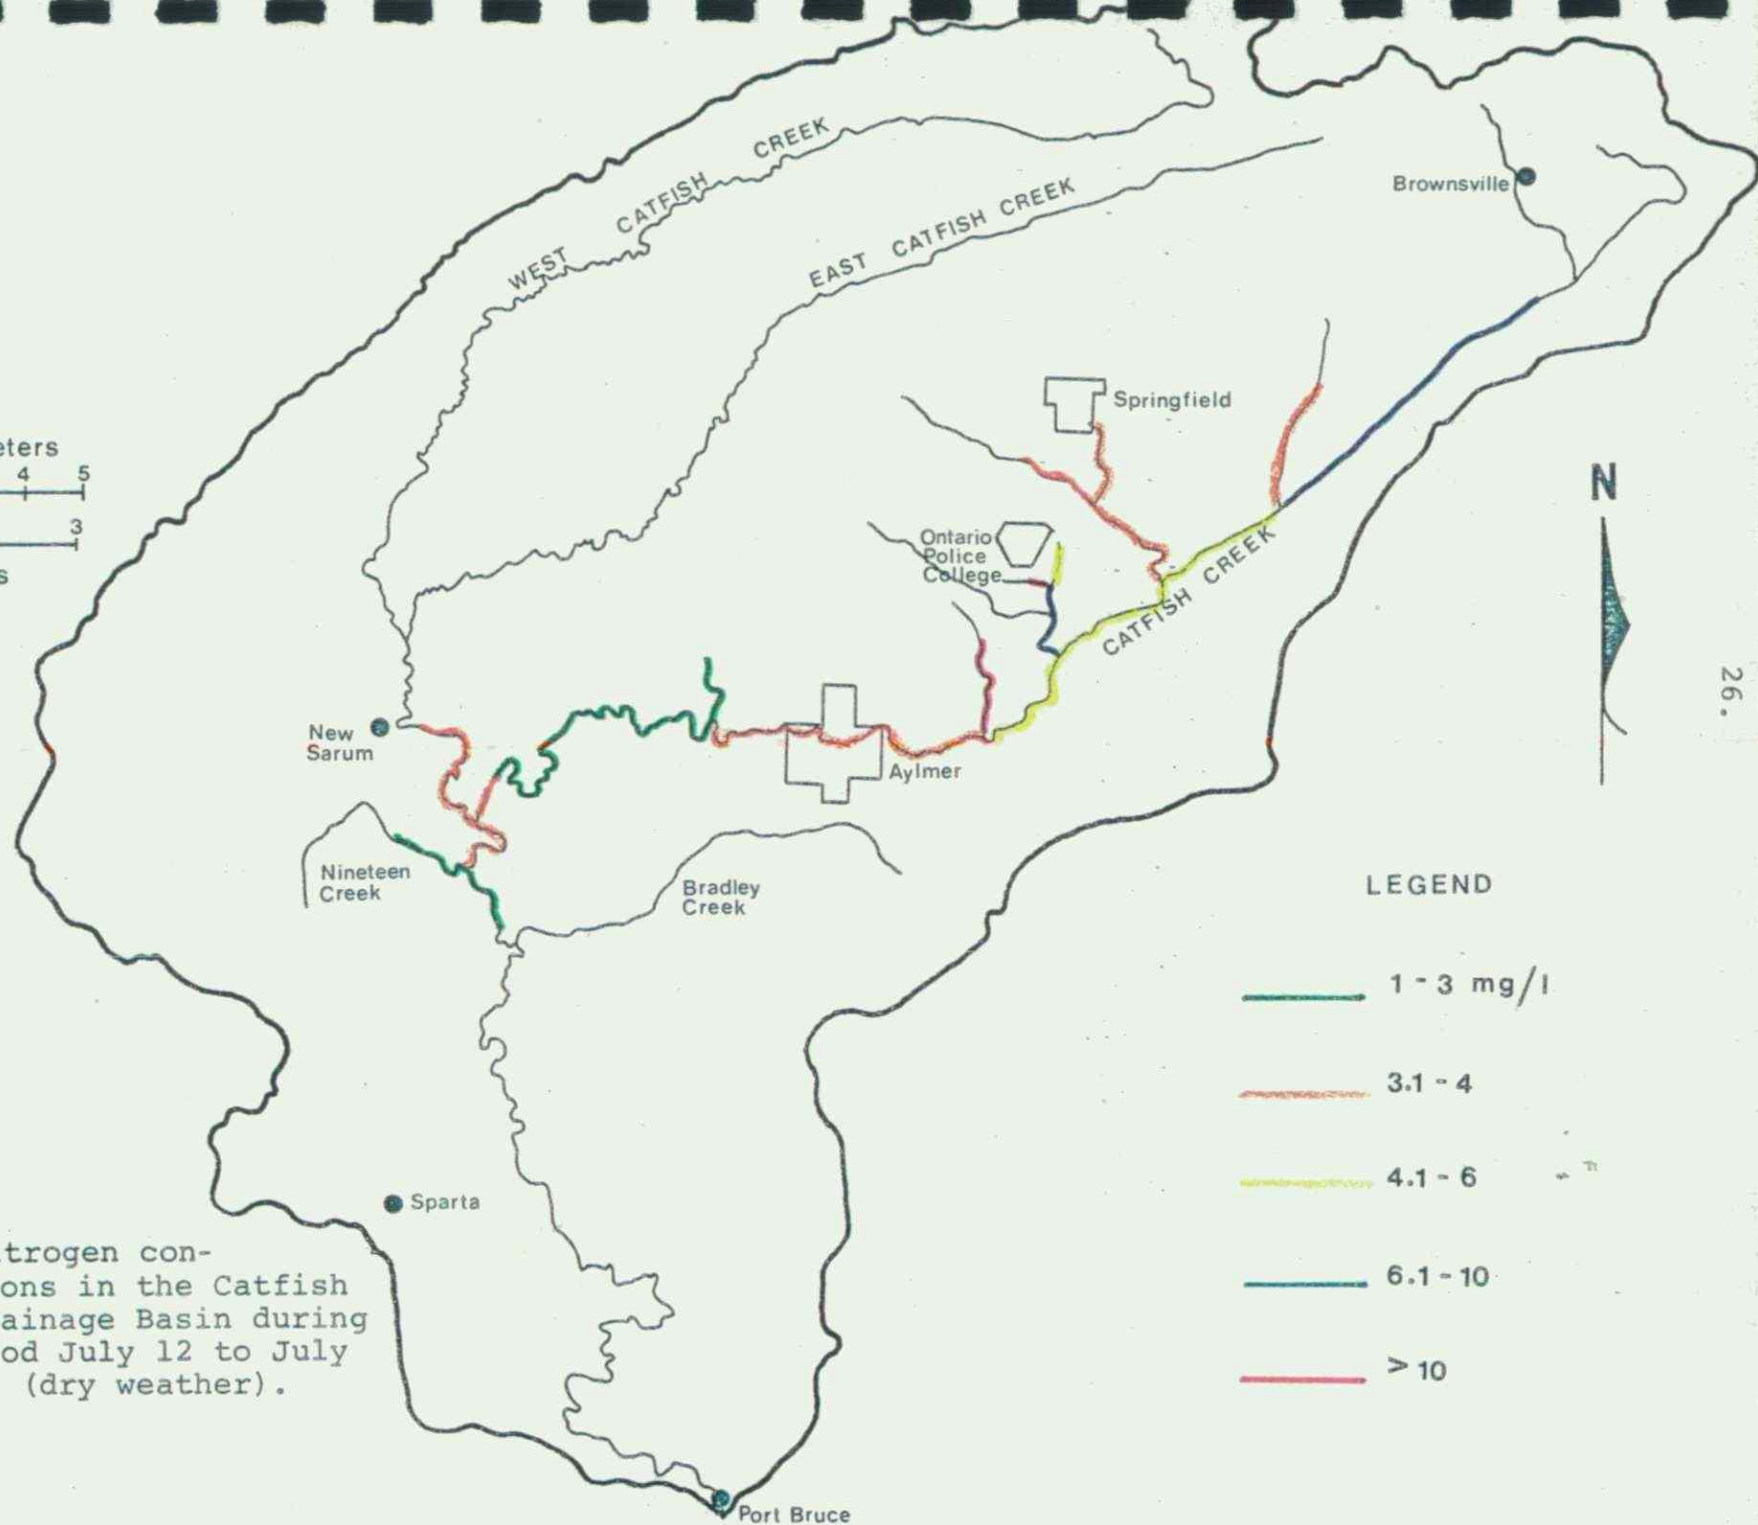 WEST CATFISH CREEK
EAST CATFISH CREEK
Brownsville
eters
4 5
3
s
Springfield
N
Ontario
Police
College
CATFISH CREEK
26.
New
Sarum
Aylmer
Nineteen
Creek
Bradley
Creek
LEGEND
1 - 3 mg/l
3.1 - 4
4.1 - 6
6.1 - 10
> 10
Sparta
trogen con-
ons in the Catfish
ainage Basin during
od July 12 to July
(dry weather).
Port Bruce